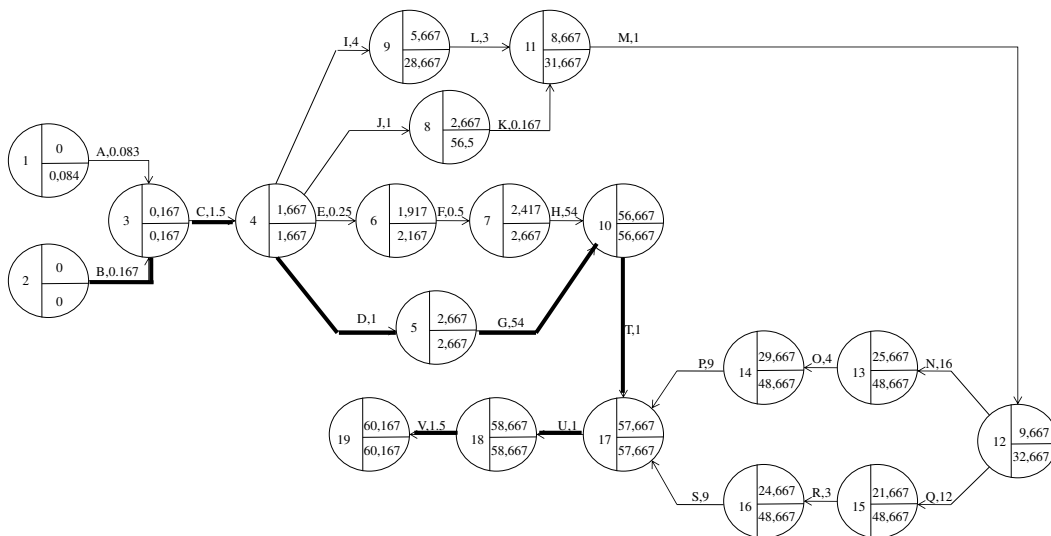 I,4
9
5,667
28,667
L,3
11
8,667
31,667
M,1
J,1
8
2,667
56,5
K,0.167
1
0
0,084
A,0.083
3
0,167
0,167
C,1.5
4
1,667
1,667
E,0.25
6
1,917
2,167
F,0.5
7
2,417
2,667
H,54
10
56,667
56,667
2
0
0
B,0.167
D,1
5
2,667
2,667
G,54
T,1
P,9
14
29,667
48,667
O,4
13
25,667
48,667
N,16
19
60,167
60,167
V,1.5
18
58,667
58,667
U,1
17
57,667
57,667
12
9,667
32,667
S,9
16
24,667
48,667
R,3
15
21,667
48,667
Q,12